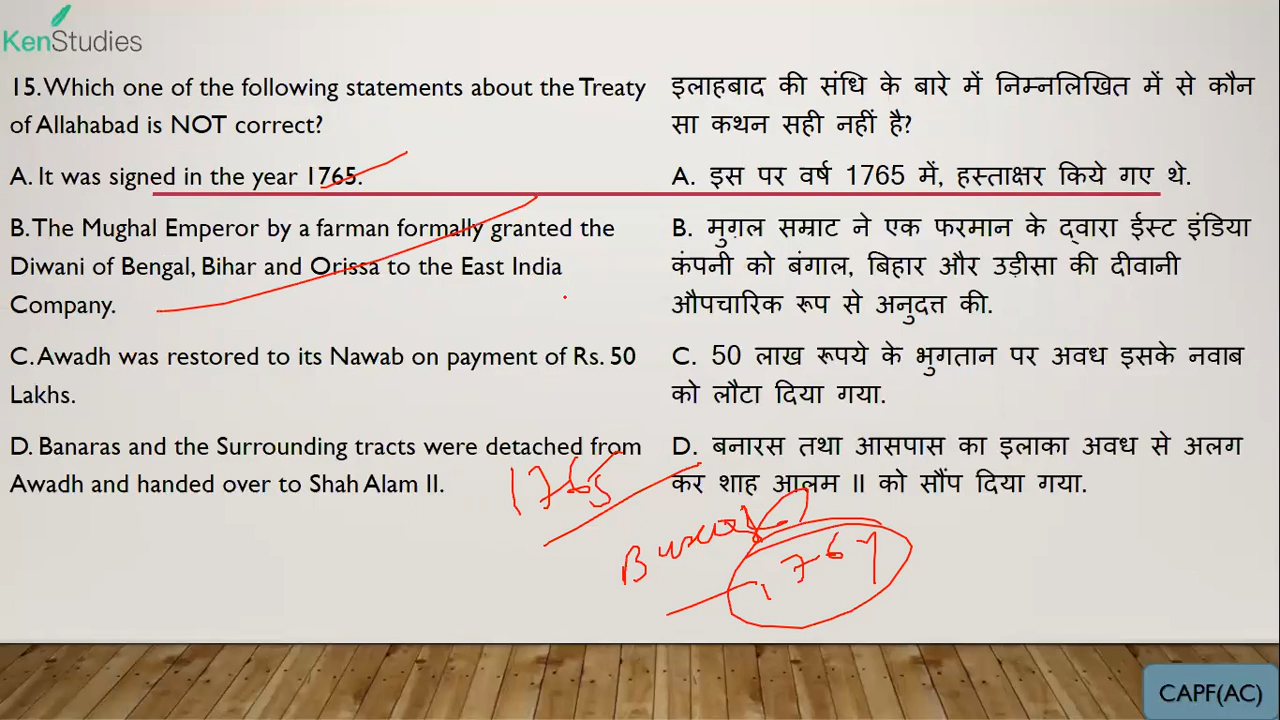 KenStudies
15.Which one of the following statements about the Treaty
of Allahabad is NOT correct?
A. It was signed in the year 1765.
B. The Mughal Emperor by a farman formally granted the
Diwani of Bengal, Bihar and Orissa to the East India
Company.
C. Awadh was restored to its Nawab on payment of Rs. 50
Lakhs.
D. Banaras and the Surrounding tracts were detached from
Awadh and handed over to Shah Alam II.
इलाहबाद की संधि के बारे में निम्नलिखित में से कौन
सा कथन सही नहीं है?
A. इस पर वर्ष 1765 में, हस्ताक्षर किये गए थे.
B. मुग़ल सम्राट ने एक फरमान के द्वारा ईस्ट इंडिया
कंपनी को बंगाल, बिहार और उड़ीसा की दीवानी
औपचारिक रूप से अनुदत्त की.
C. 50 लाख रूपये के भुगतान पर अवध इसके नवाब
को लौटा दिया गया.
D. बनारस तथा आसपास का इलाका अवध से अलग
कर शाह आलम II को सौंप दिया गया.
1765
1764
CAPF(AC)